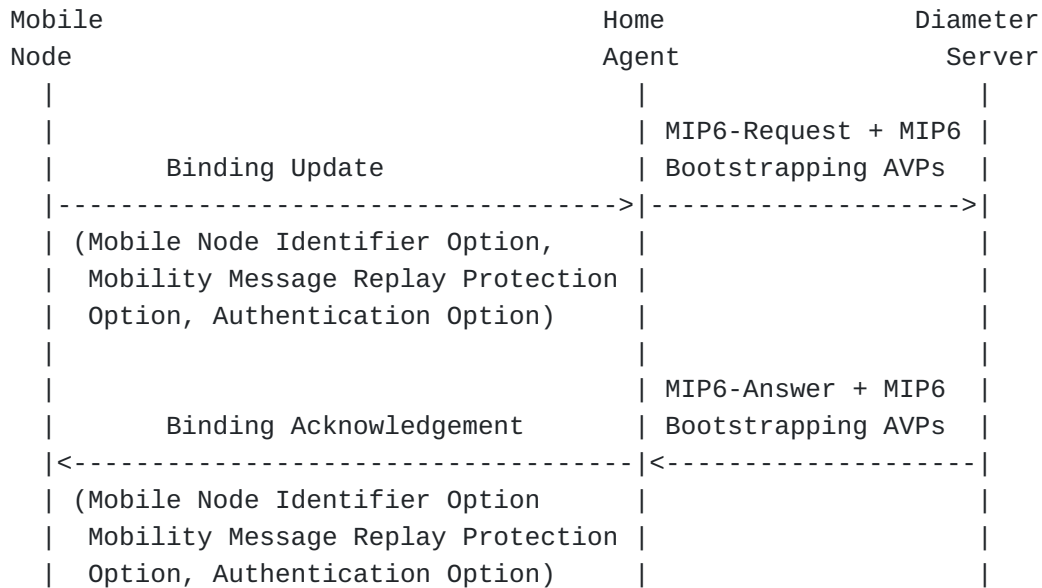 Mobile Home Diameter
Node Agent Server
MIP6-Request + MIP6
Binding Update Bootstrapping AVPs
(Mobile Node Identifier Option,
Mobility Message Replay Protection
Option, Authentication Option)
MIP6-Answer + MIP6
Binding Acknowledgement Bootstrapping AVPs
(Mobile Node Identifier Option
Mobility Message Replay Protection
Option, Authentication Option)